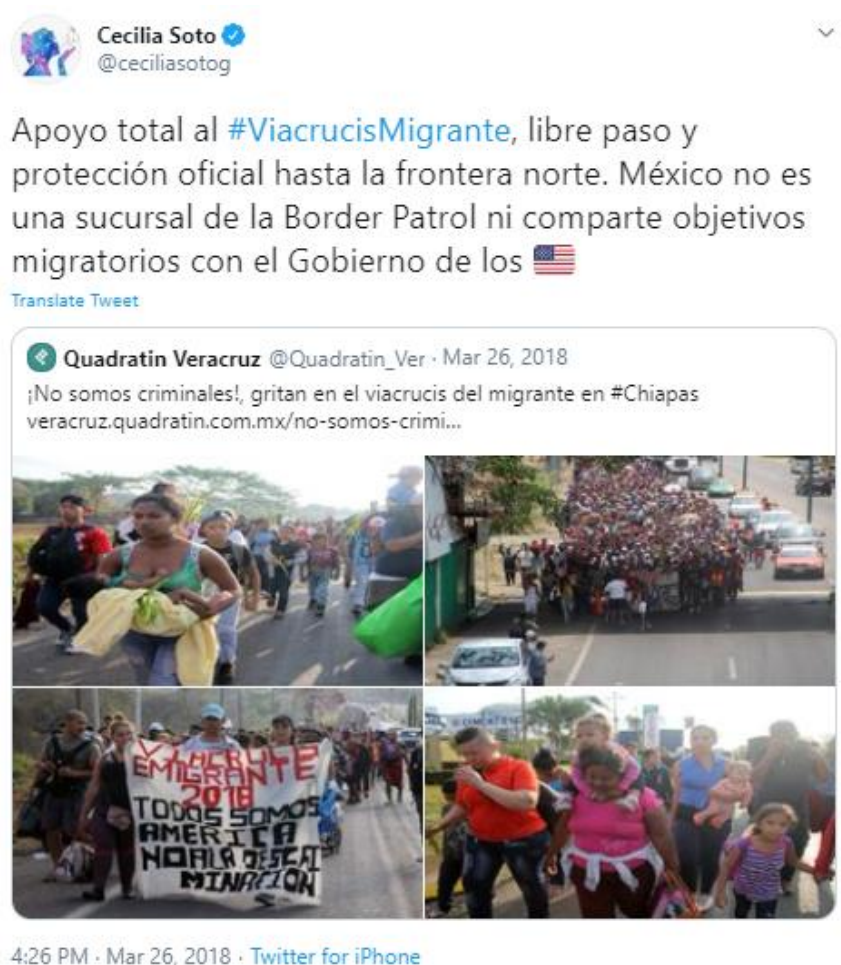 Cecilia Soto
@ceciliasotog
Apoyo total al #ViacrucisMigrante, libre paso y
protección oficial hasta la frontera norte. México no es
una sucursal de la Border Patrol ni comparte objetivos
migratorios con el Gobierno de los 🇺🇸
Translate Tweet
Quadratin Veracruz @Quadratin_Ver · Mar 26, 2018
¡No somos criminales!, gritan en el viacrucis del migrante en #Chiapas
veracruz.quadratin.com.mx/no-somos-crimi...
EMIGRANTE
2018
TODOS SOMOS
AMERICA
4:26 PM · Mar 26, 2018 · Twitter for iPhone